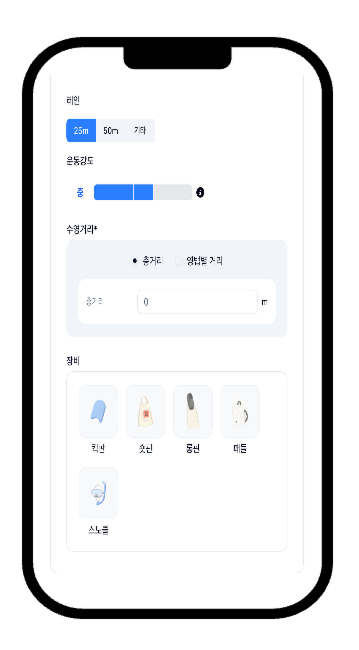 레인
25m 50m 기타
운동강도
중
수영거리*
총거리 영법별 거리
총거리 0 m
장비
킥판 숏핀 롱핀 패들
스노클